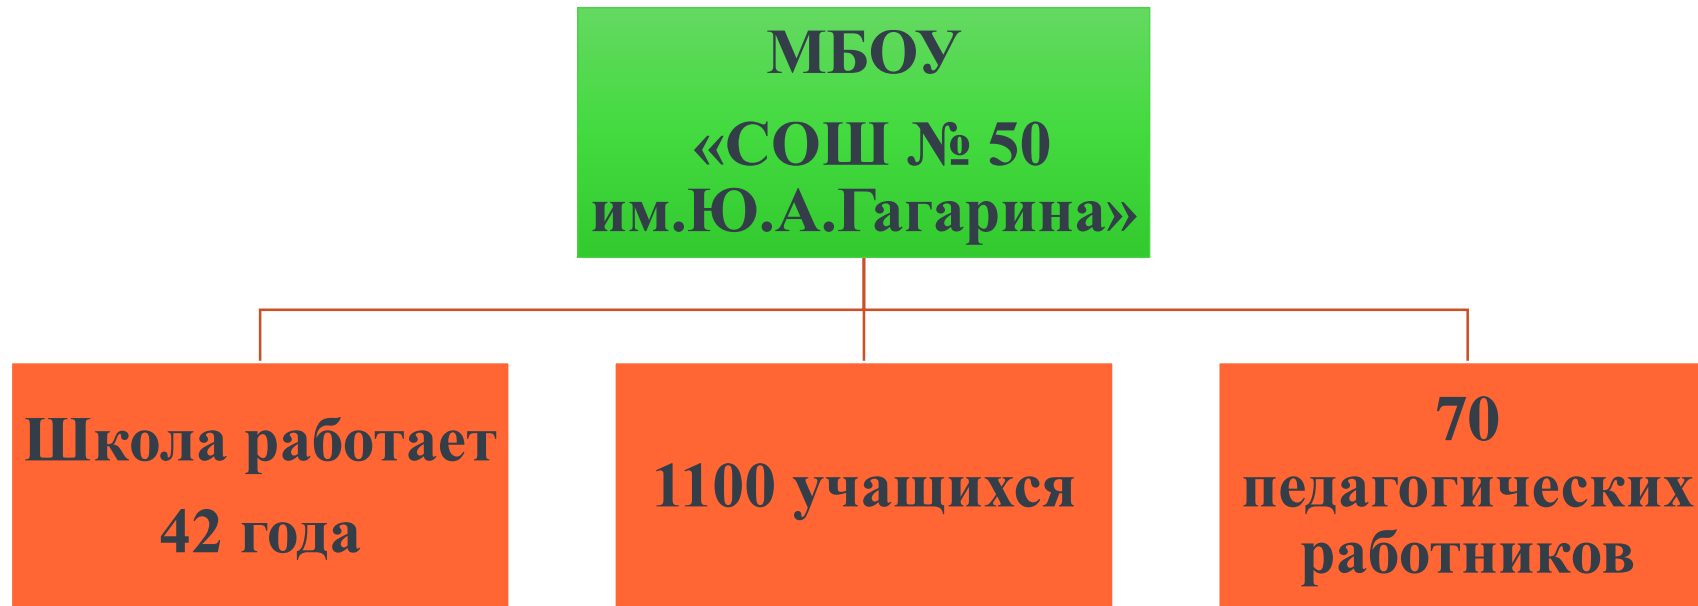 МБОУ
«СОШ № 50
им.Ю.А.Гагарина»
Школа работает
42 года
1100 учащихся
70
педагогических
работников